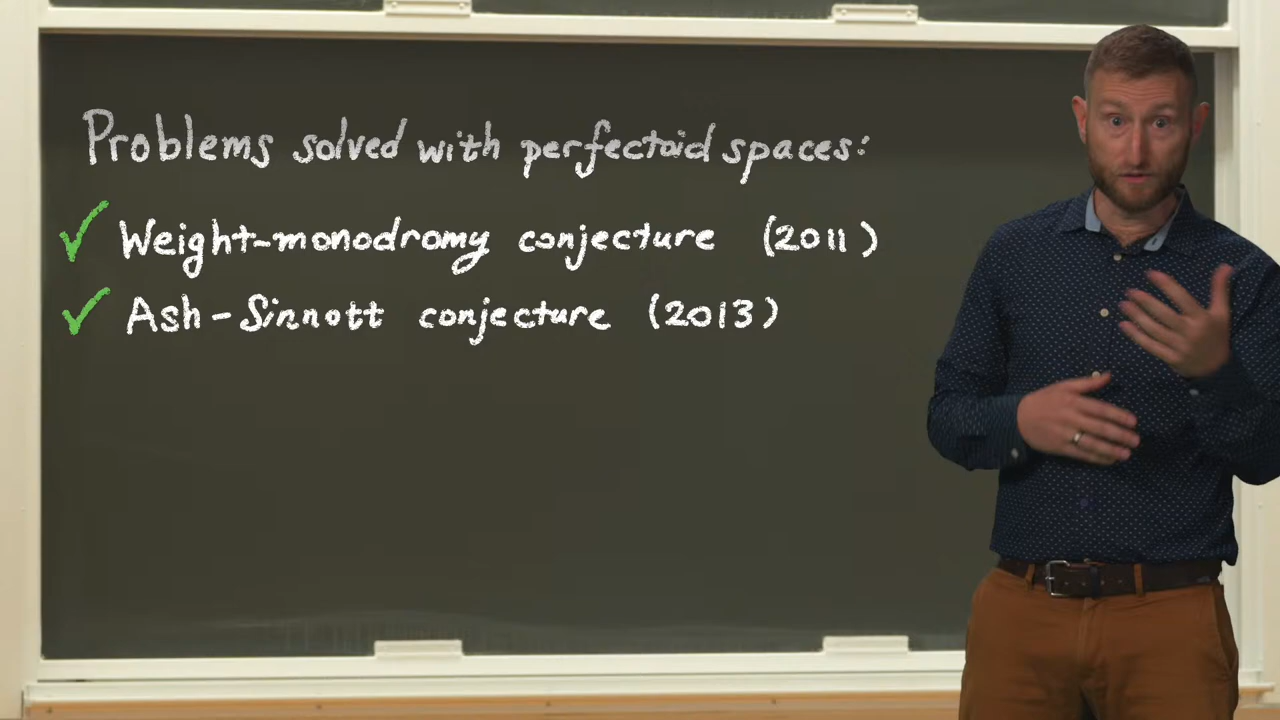 Problems solved with perfectoid spaces:
✓ Weight-monodromy conjecture (2011)
✓ Ash-Sinnott conjecture (2013)